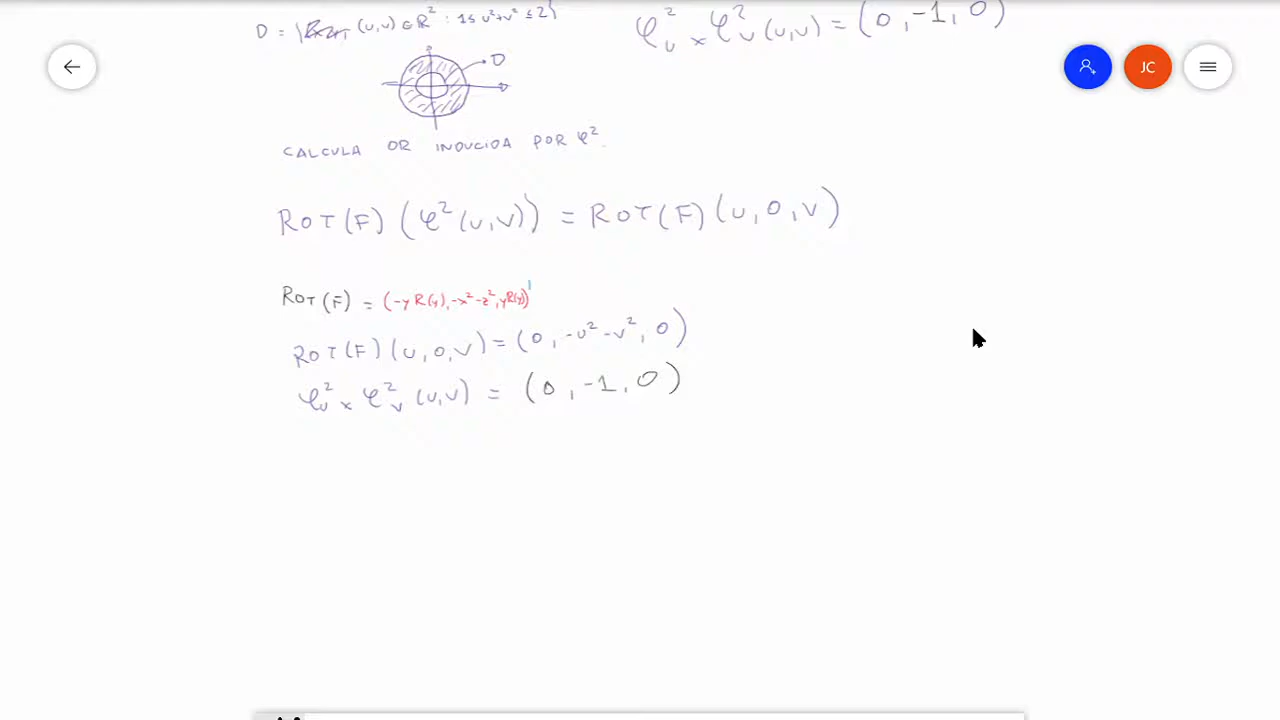 D = { (u,v) ∈ R² : 1 ≤ u²+v² ≤ 2}
φ²ᵤ × φ²ᵥ (u,v) = (0, -1, 0)
JC
D
CALCULA OR INDUCIDA POR φ².
ROT(F) (φ²(u,v)) = ROT(F)(u,0,v)
ROT(F) = (-y R(y), -x²-z², y R(y))
ROT(F)(u,0,v) = (0, -u²-v², 0)
φ²ᵤ × φ²ᵥ (u,v) = (0, -1, 0)